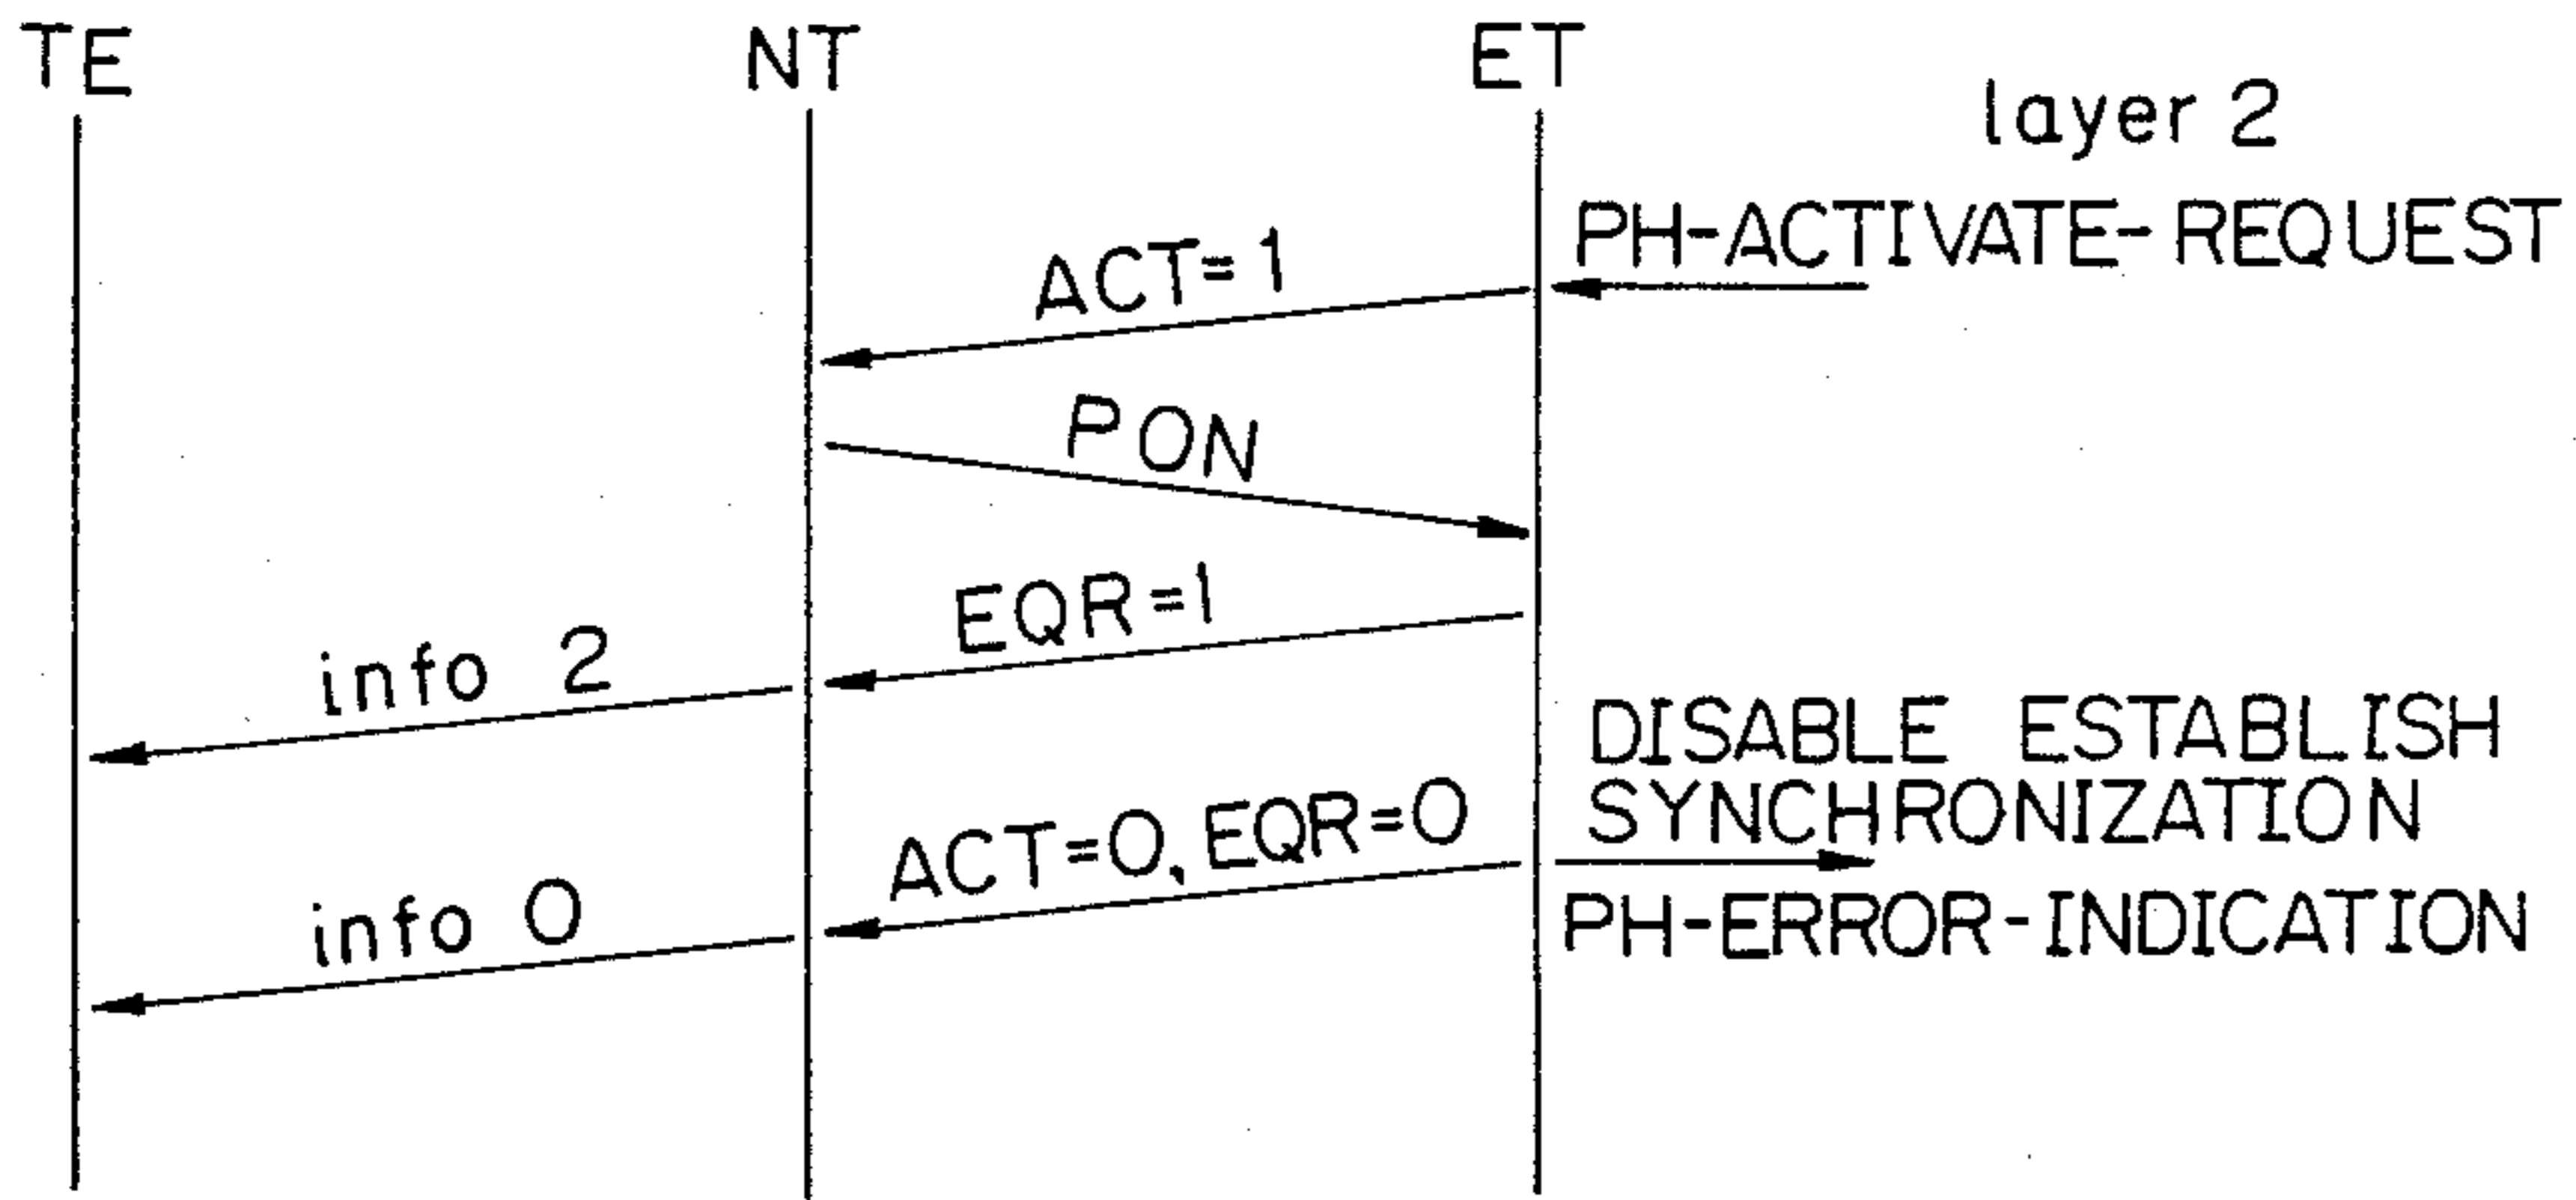 TE
NT
ET
layer 2
PH-ACTIVATE-REQUEST
ACT=1
PON
EQR=1
info 2
DISABLE ESTABLISH
SYNCHRONIZATION
ACT=0, EQR=0
info 0
PH-ERROR-INDICATION